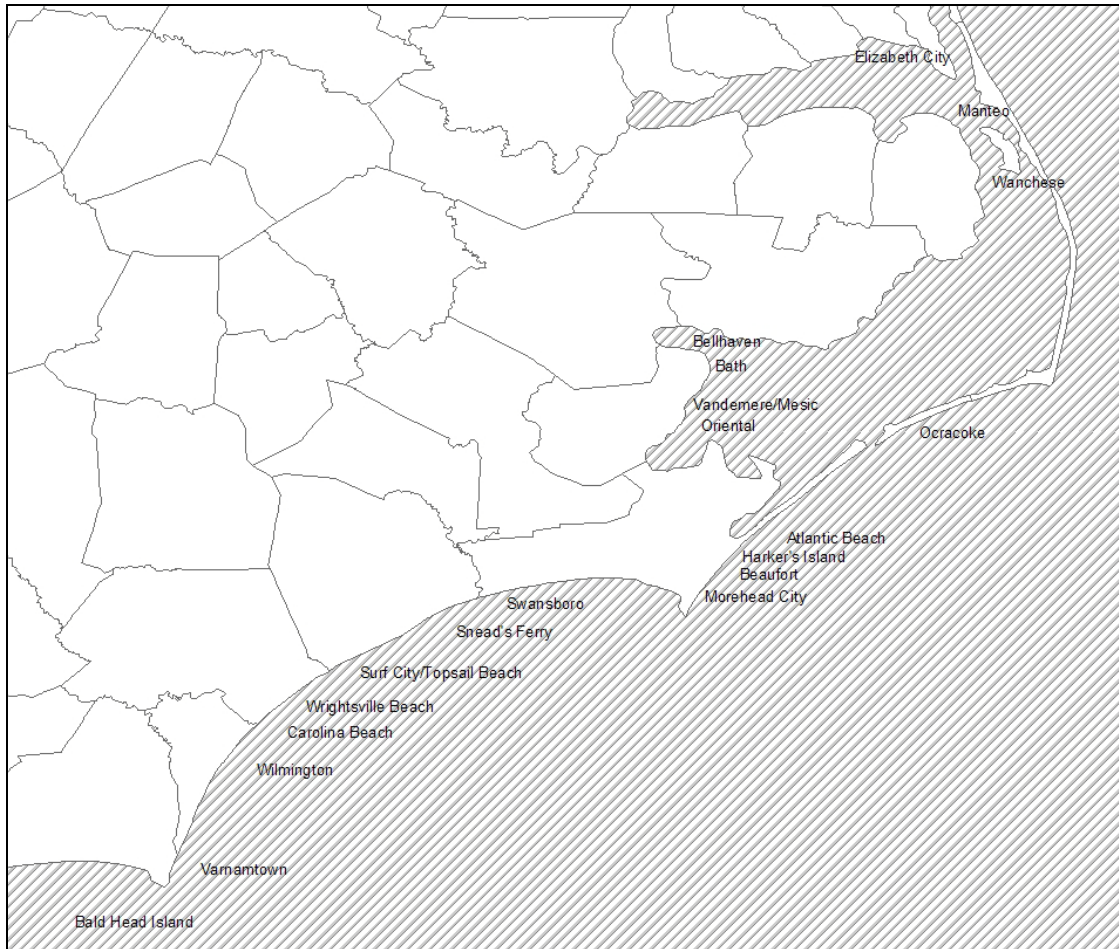 Elizabeth City
Manteo
Wanchese
Bellhaven
Bath
Vandemere/Mesic
Oriental
Ocracoke
Atlantic Beach
Harker's Island
Beaufort
Morehead City
Swansboro
Snead's Ferry
Surf City/Topsail Beach
Wrightsville Beach
Carolina Beach
Wilmington
Varnamtown
Bald Head Island